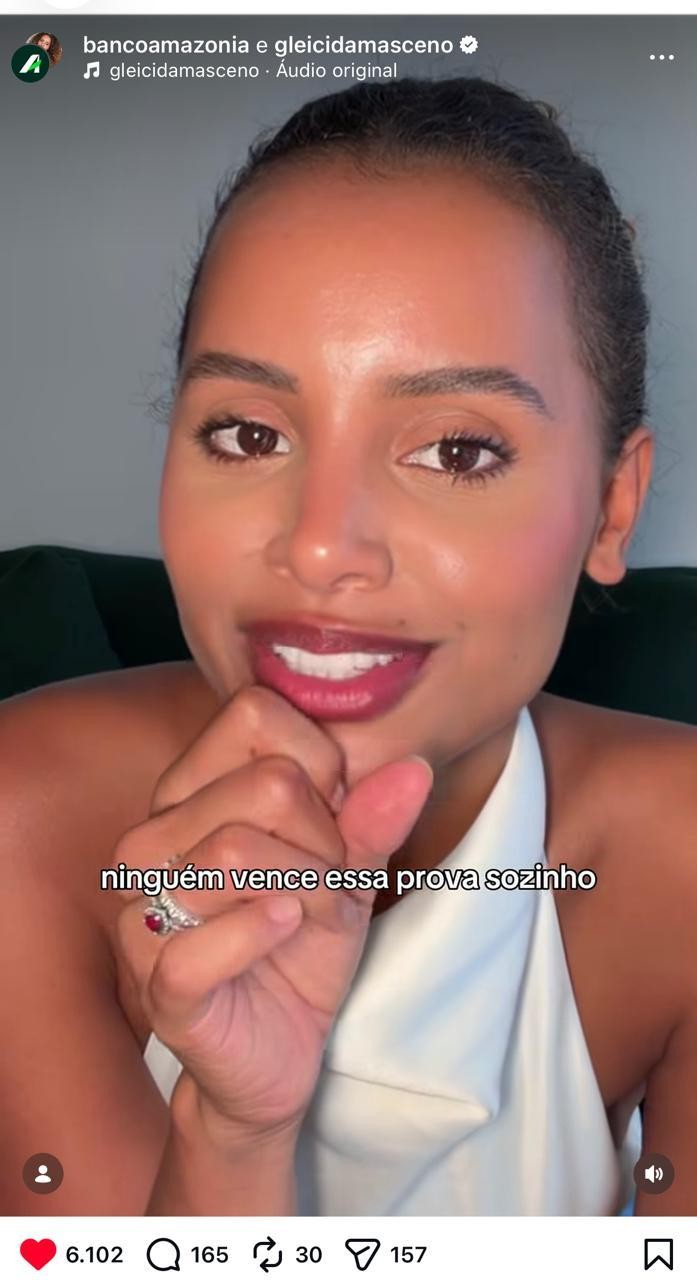 bancoamazonia e gleicidamasceno
gleicidamasceno · Áudio original
ninguém vence essa prova sozinho
6.102 165 30 157